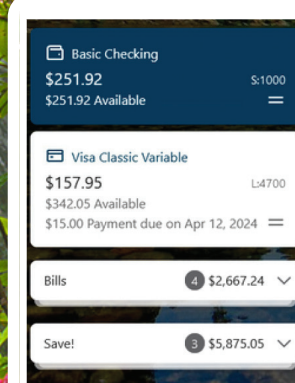 Basic Checking
$251.92 S:1000
$251.92 Available
Visa Classic Variable
$157.95 L:4700
$342.05 Available
$15.00 Payment due on Apr 12, 2024
Bills 4 $2,667.24
Save! 3 $5,875.05